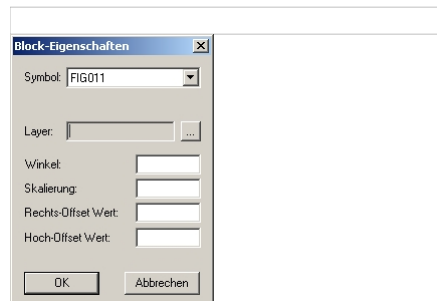 Block-Eigenschaften
Symbol: FIG011
Layer: ...
Winkel:
Skalierung:
Rechts-Offset Wert:
Hoch-Offset Wert:
OK Abbrechen